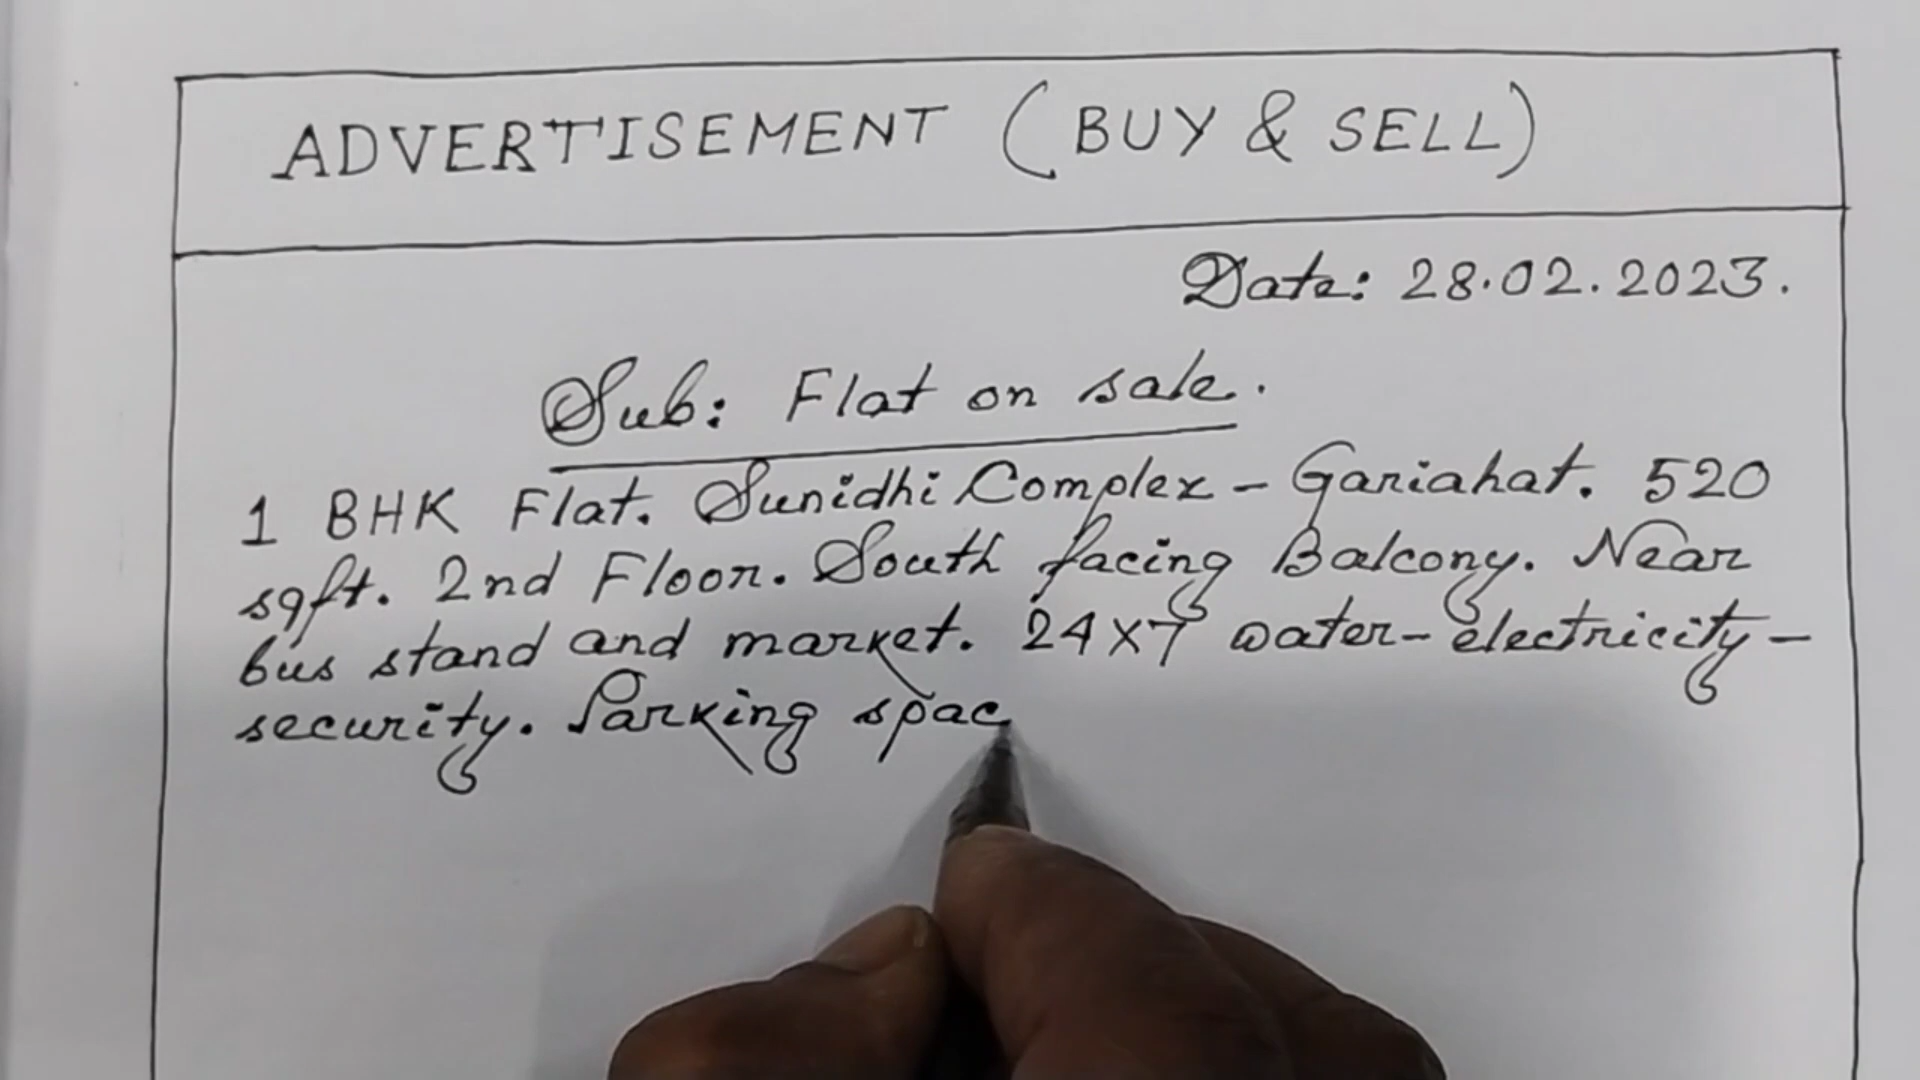 ADVERTISEMENT (BUY & SELL)
Date: 28.02.2023.
Sub: Flat on sale.
1 BHK Flat. Sunidhi Complex - Gariahat. 520
sqft. 2nd Floor. South facing Balcony. Near
bus stand and market. 24X7 water-electricity-
security. Parking spac